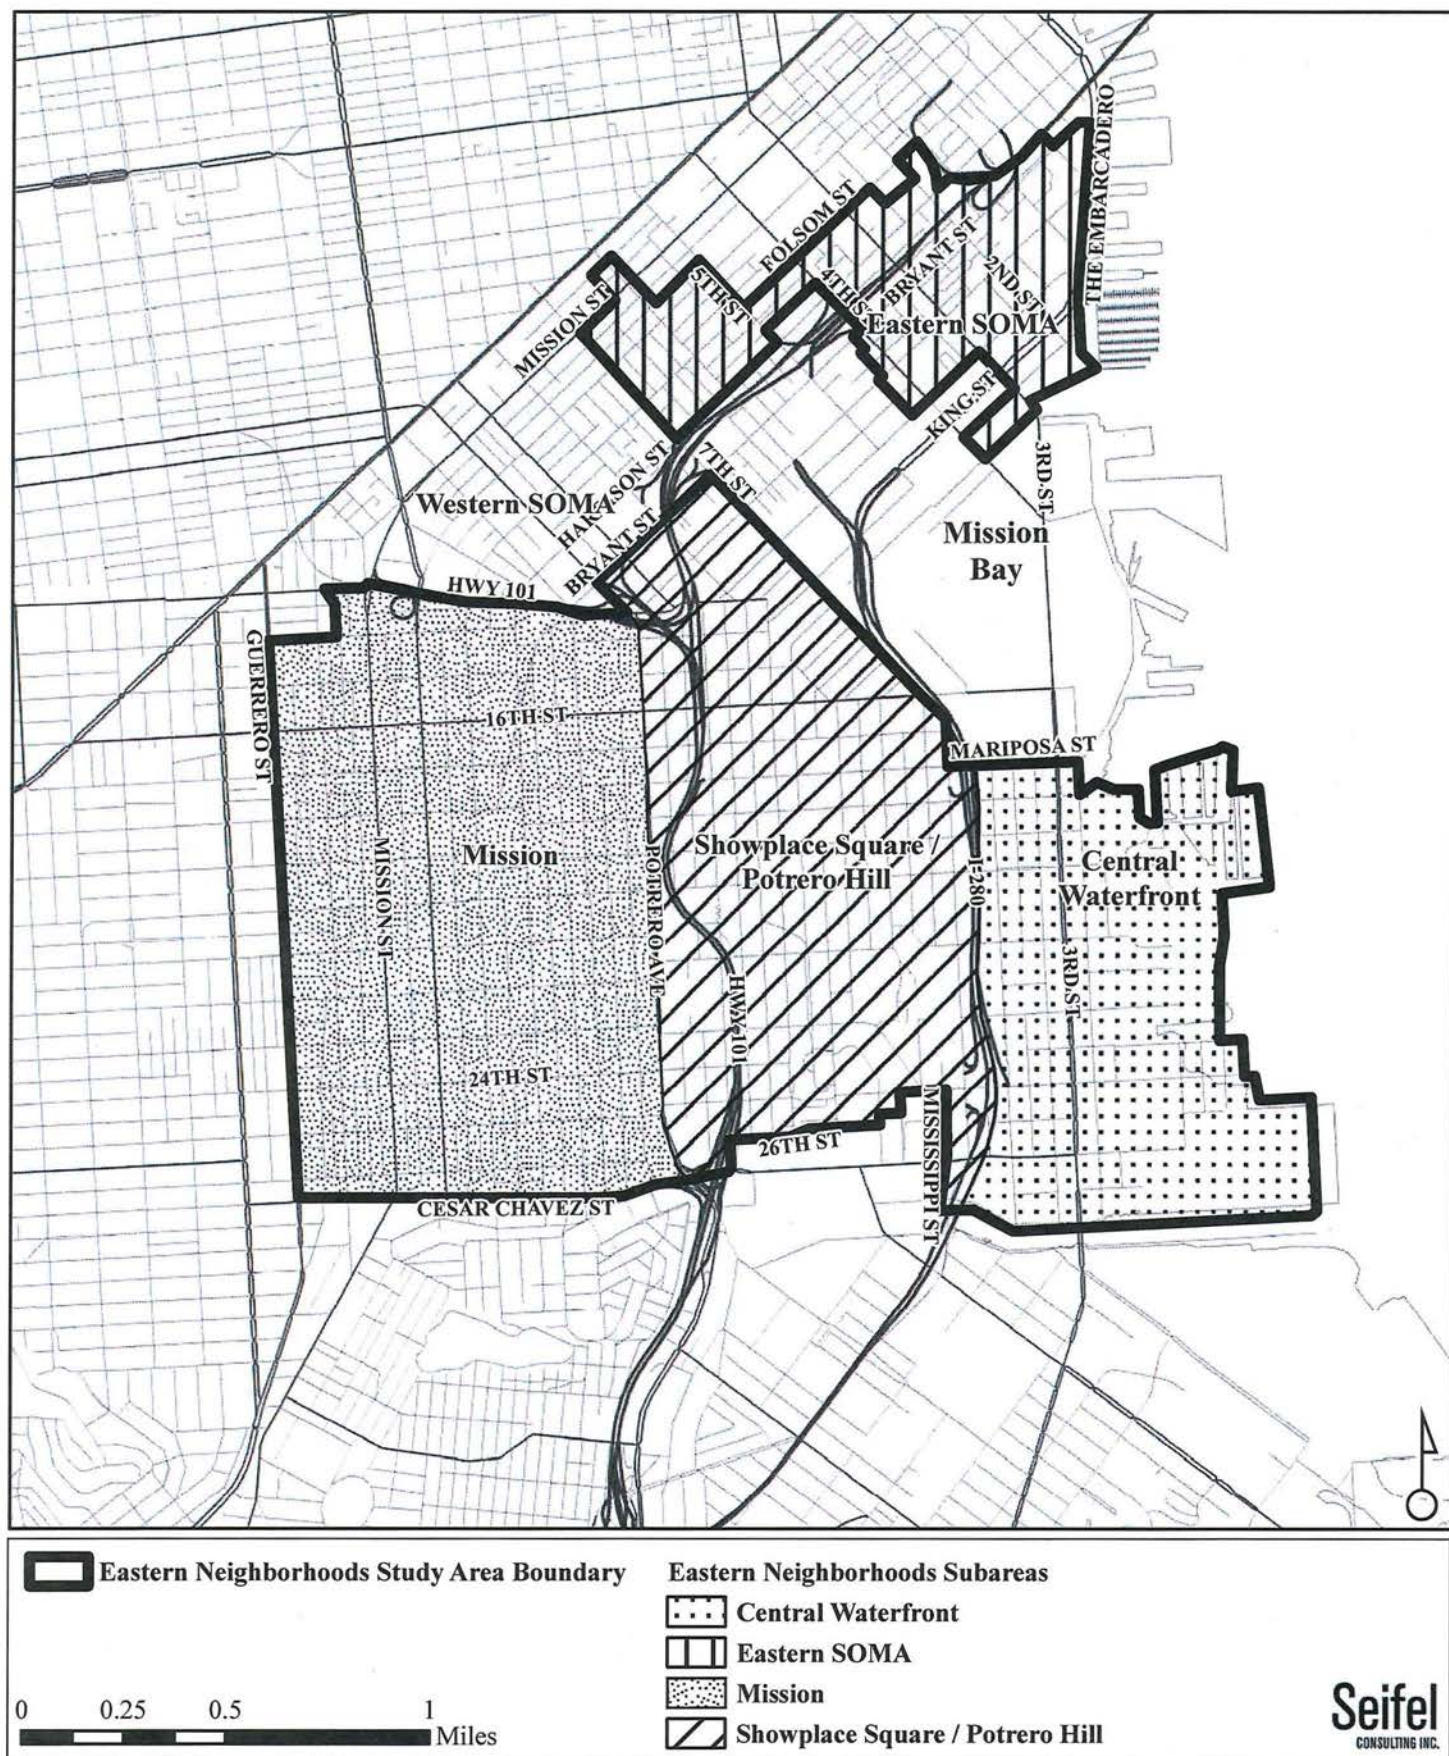 THE EMBARCADERO
FOLSOM ST
BRYANT ST
5TH ST
4TH S
2ND ST
MISSION ST
Eastern SOMA
KING ST
HARRISON ST
7TH ST
3RD ST
Western SOMA
BRYANT ST
Mission
Bay
HWY 101
GUERRERO ST
16TH ST
MARIPOSA ST
MISSION ST
Mission
POTRERO AVE
Showplace Square /
Potrero Hill
I-280
Central
Waterfront
3RD ST
HWY 101
24TH ST
26TH ST
MISSISSIPPI ST
CESAR CHAVEZ ST
Eastern Neighborhoods Study Area Boundary
Eastern Neighborhoods Subareas
Central Waterfront
Eastern SOMA
Mission
Showplace Square / Potrero Hill
0 0.25 0.5 1
Miles
Seifel
CONSULTING INC.